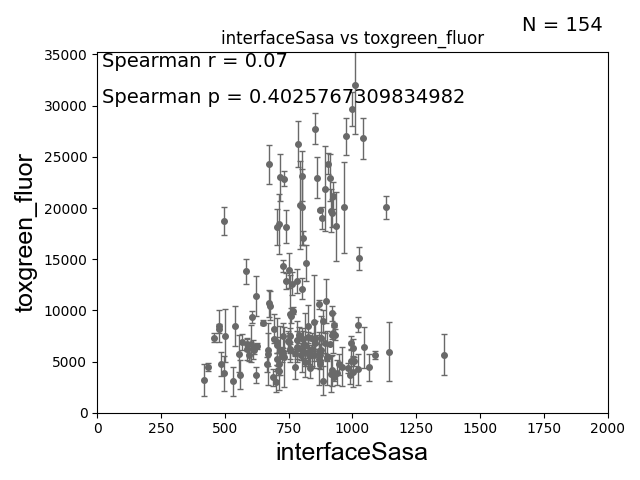 N = 154
interfaceSasa vs toxgreen_fluor
Spearman r = 0.07
Spearman p = 0.4025767309834982
toxgreen_fluor
35000
30000
25000
20000
15000
10000
5000
0
0 250 500 750 1000 1250 1500 1750 2000
interfaceSasa